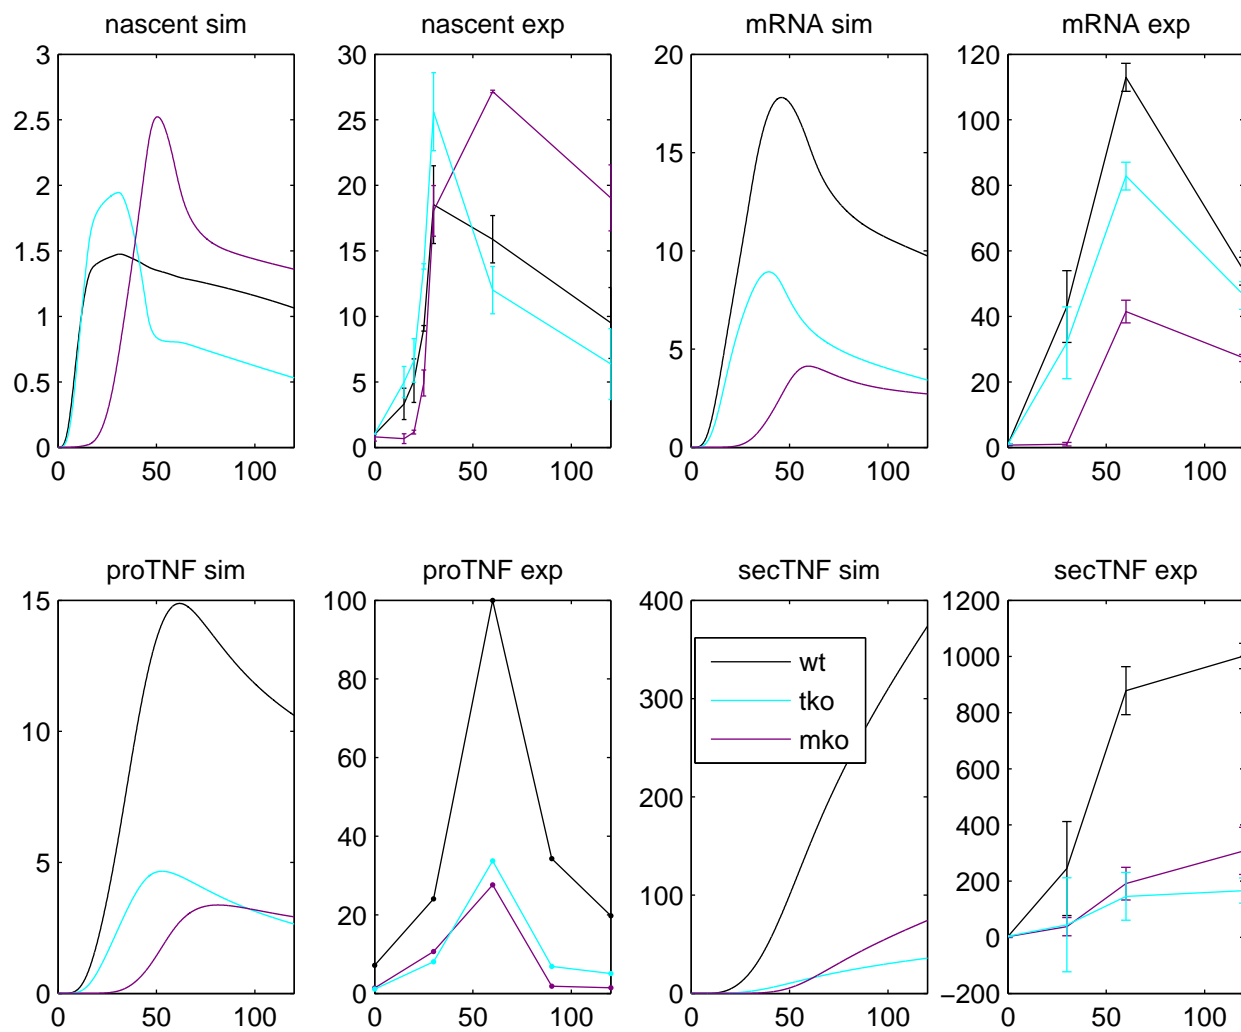 nascent sim
nascent exp
mRNA sim
mRNA exp
3
2.5
2
1.5
1
0.5
0
0 50 100
30
25
20
15
10
5
0
0 50 100
20
15
10
5
0
0 50 100
120
100
80
60
40
20
0
0 50 100
proTNF sim
proTNF exp
secTNF sim
secTNF exp
15
10
5
0
0 50 100
100
80
60
40
20
0
0 50 100
400
300
200
100
0
0 50 100
wt
tko
mko
1200
1000
800
600
400
200
0
−200
0 50 100